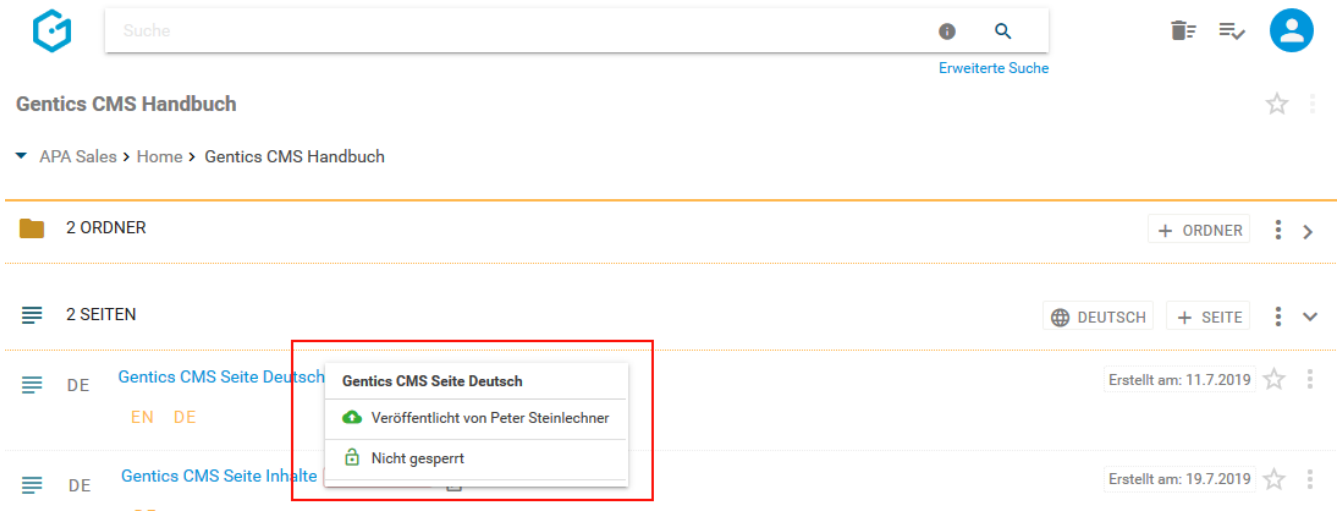 Suche
Erweiterte Suche
Gentics CMS Handbuch
APA Sales > Home > Gentics CMS Handbuch
2 ORDNER
+ ORDNER
2 SEITEN
DEUTSCH
+ SEITE
DE
Gentics CMS Seite Deutsch
Erstellt am: 11.7.2019
EN DE
Gentics CMS Seite Deutsch
Veröffentlicht von Peter Steinlechner
Nicht gesperrt
DE
Gentics CMS Seite Inhalte
Erstellt am: 19.7.2019